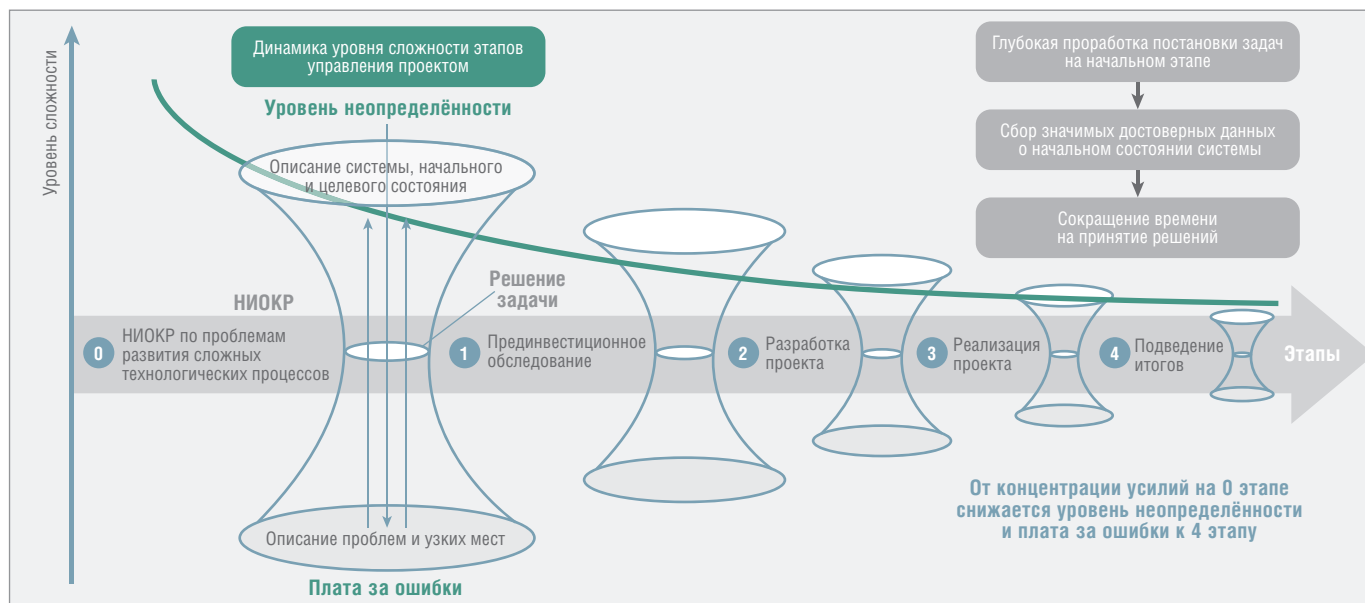 Уровень сложности
Динамика уровня сложности этапов
управления проектом
Уровень неопределённости
Описание системы, начального
и целевого состояния
Глубокая проработка постановки задач
на начальном этапе
Сбор значимых достоверных данных
о начальном состоянии системы
Сокращение времени
на принятие решений
НИОКР
Решение
задачи
0
НИОКР по проблемам
развития сложных
технологических процессов
1
Прединвестиционное
обследование
2
Разработка
проекта
3
Реализация
проекта
4
Подведение
итогов
Этапы
Описание проблем и узких мест
Плата за ошибки
От концентрации усилий на 0 этапе
снижается уровень неопределённости
и плата за ошибки к 4 этапу